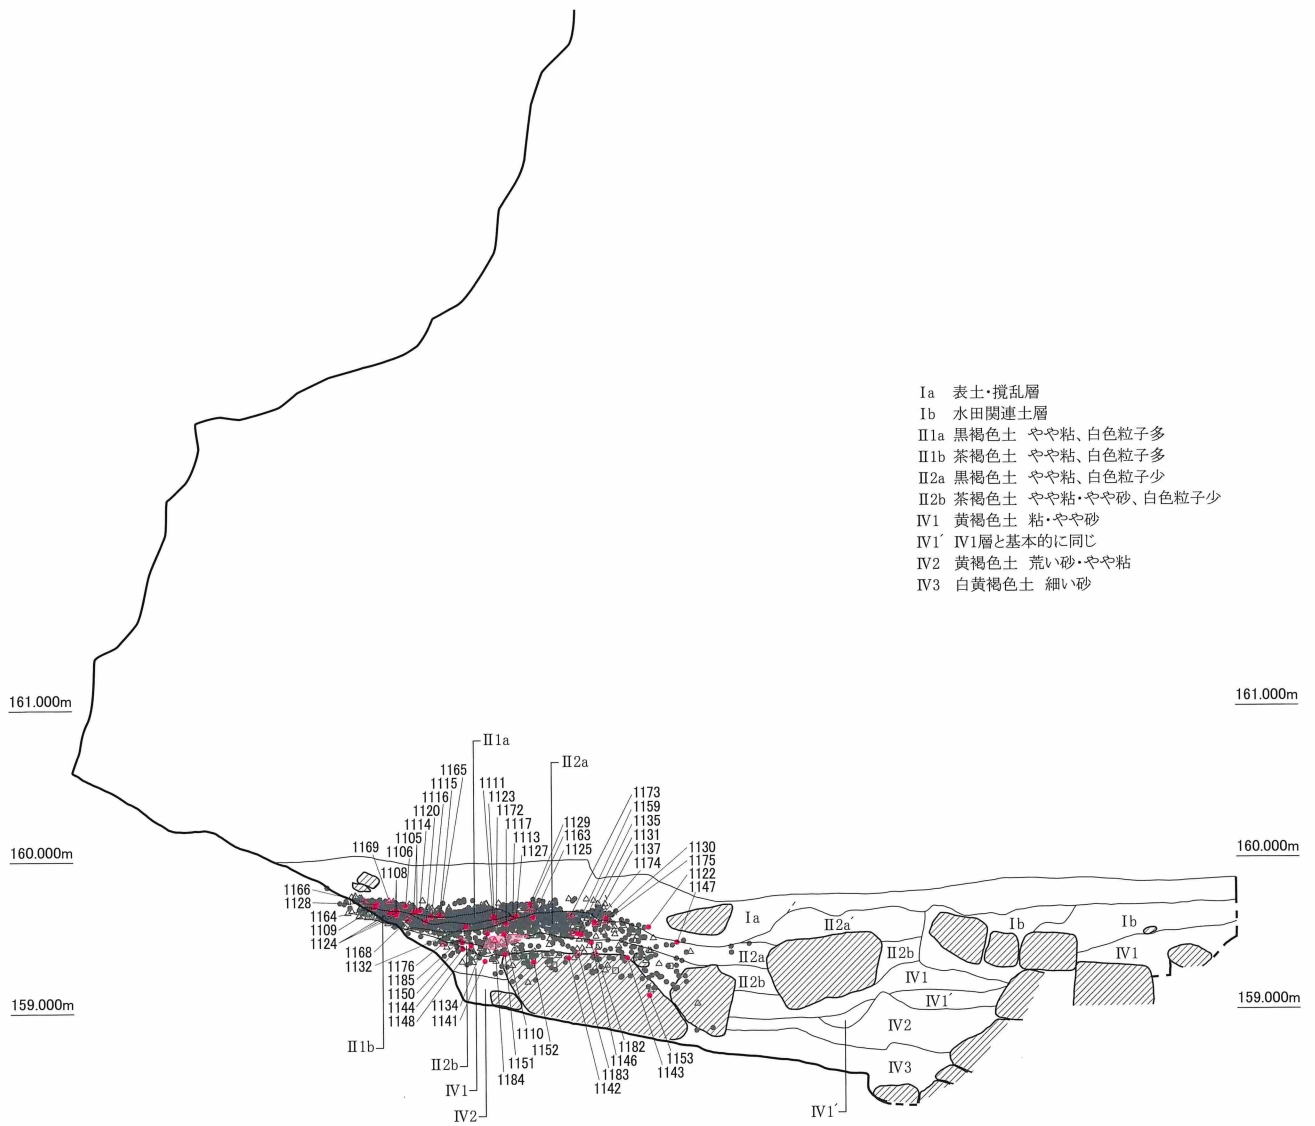 Ⅰa 表土・撹乱層
Ⅰb 水田関連土層
Ⅱ1a 黒褐色土 やや粘、白色粒子多
Ⅱ1b 茶褐色土 やや粘、白色粒子多
Ⅱ2a 黒褐色土 やや粘、白色粒子少
Ⅱ2b 茶褐色土 やや粘・やや砂、白色粒子少
Ⅳ1 黄褐色土 粘・やや砂
Ⅳ1′ Ⅳ1層と基本的に同じ
Ⅳ2 黄褐色土 荒い砂・やや粘
Ⅳ3 白黄褐色土 細い砂
161.000m
161.000m
Ⅱ1a
Ⅱ2a
1165
1115
1116
1120
1114
1105
1106
1169
1108
1111
1123
1172
1117
1113
1127
1129
1163
1125
1173
1159
1135
1131
1137
1174
1130
1175
1122
1147
160.000m
160.000m
1166
1128
1164
1109
1124
1168
1132
1176
1185
1150
1144
1148
1134
1141
Ⅰa
Ⅱ2a′
Ⅱ2a
Ⅱ2b
Ⅱ2b
Ⅰb
Ⅰb
Ⅳ1
Ⅳ1
Ⅳ1′
Ⅳ2
Ⅳ3
159.000m
159.000m
1110
1152
1151
1184
1182
1146
1183
1142
1153
1143
Ⅱ1b
Ⅱ2b
Ⅳ1
Ⅳ2
Ⅳ1′